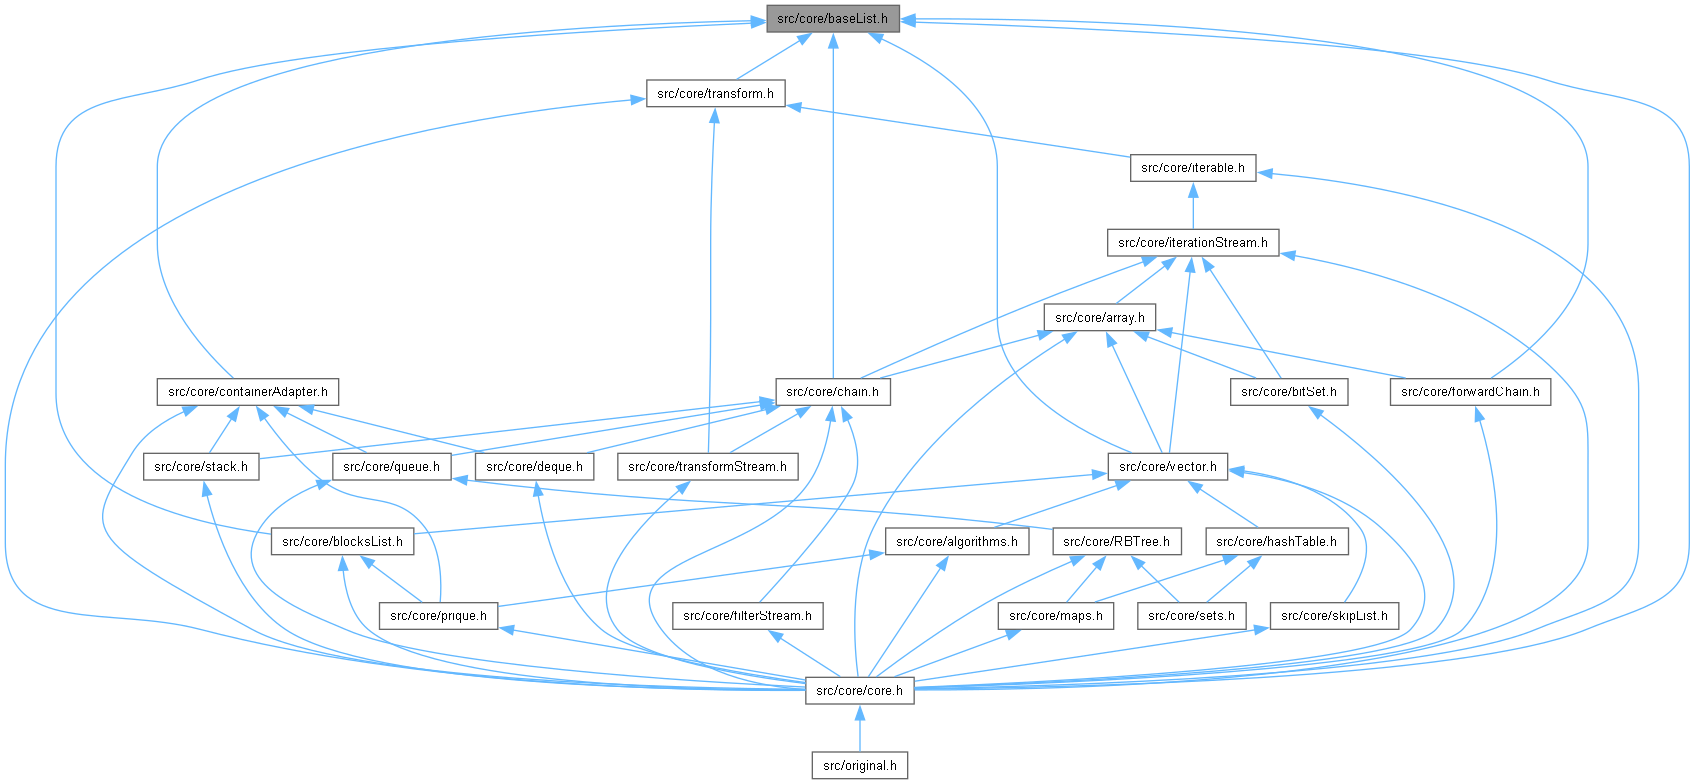 src/core/baseList.h
src/core/transform.h
src/core/iterable.h
src/core/iterationStream.h
src/core/array.h
src/core/containerAdapter.h
src/core/chain.h
src/core/bitSet.h
src/core/forwardChain.h
src/core/stack.h
src/core/queue.h
src/core/deque.h
src/core/transformStream.h
src/core/vector.h
src/core/blocksList.h
src/core/algorithms.h
src/core/RBTree.h
src/core/hashTable.h
src/core/prique.h
src/core/filterStream.h
src/core/maps.h
src/core/sets.h
src/core/skipList.h
src/core/core.h
src/original.h